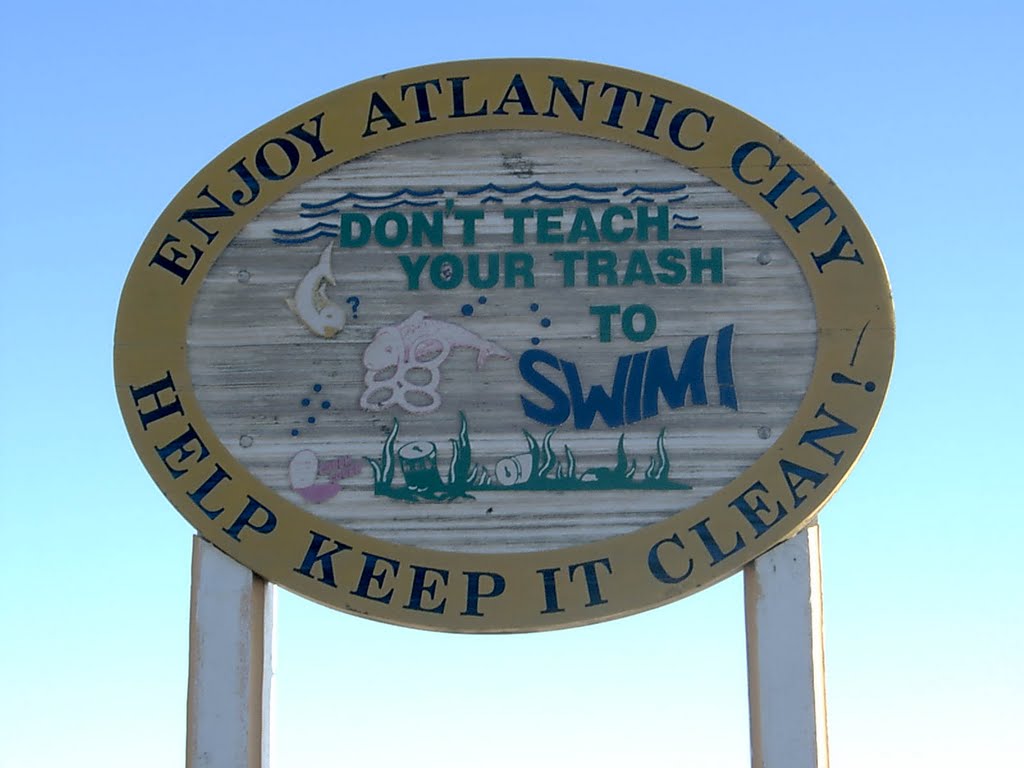 ENJOY ATLANTIC CITY
DON'T TEACH
YOUR TRASH
TO
SWIM!
?
HELP KEEP IT CLEAN!